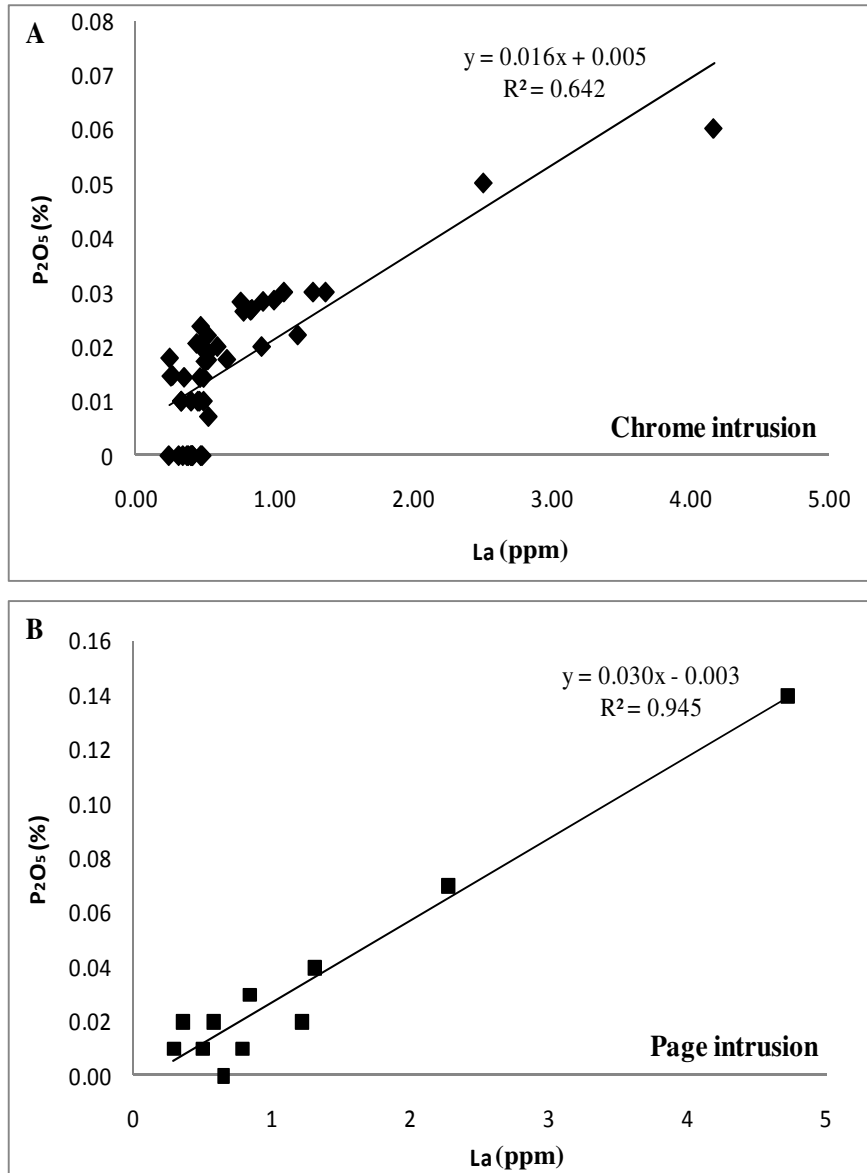 A
0.08
y = 0.016x + 0.005
R² = 0.642
0.07
0.06
0.05
0.04
0.03
0.02
0.01
0
P₂O₅ (%)
Chrome intrusion
0.00 1.00 2.00 3.00 4.00 5.00
La (ppm)
B
0.16
y = 0.030x - 0.003
R² = 0.945
0.14
0.12
0.10
0.08
0.06
0.04
0.02
0.00
P₂O₅ (%)
Page intrusion
0 1 2 3 4 5
La (ppm)